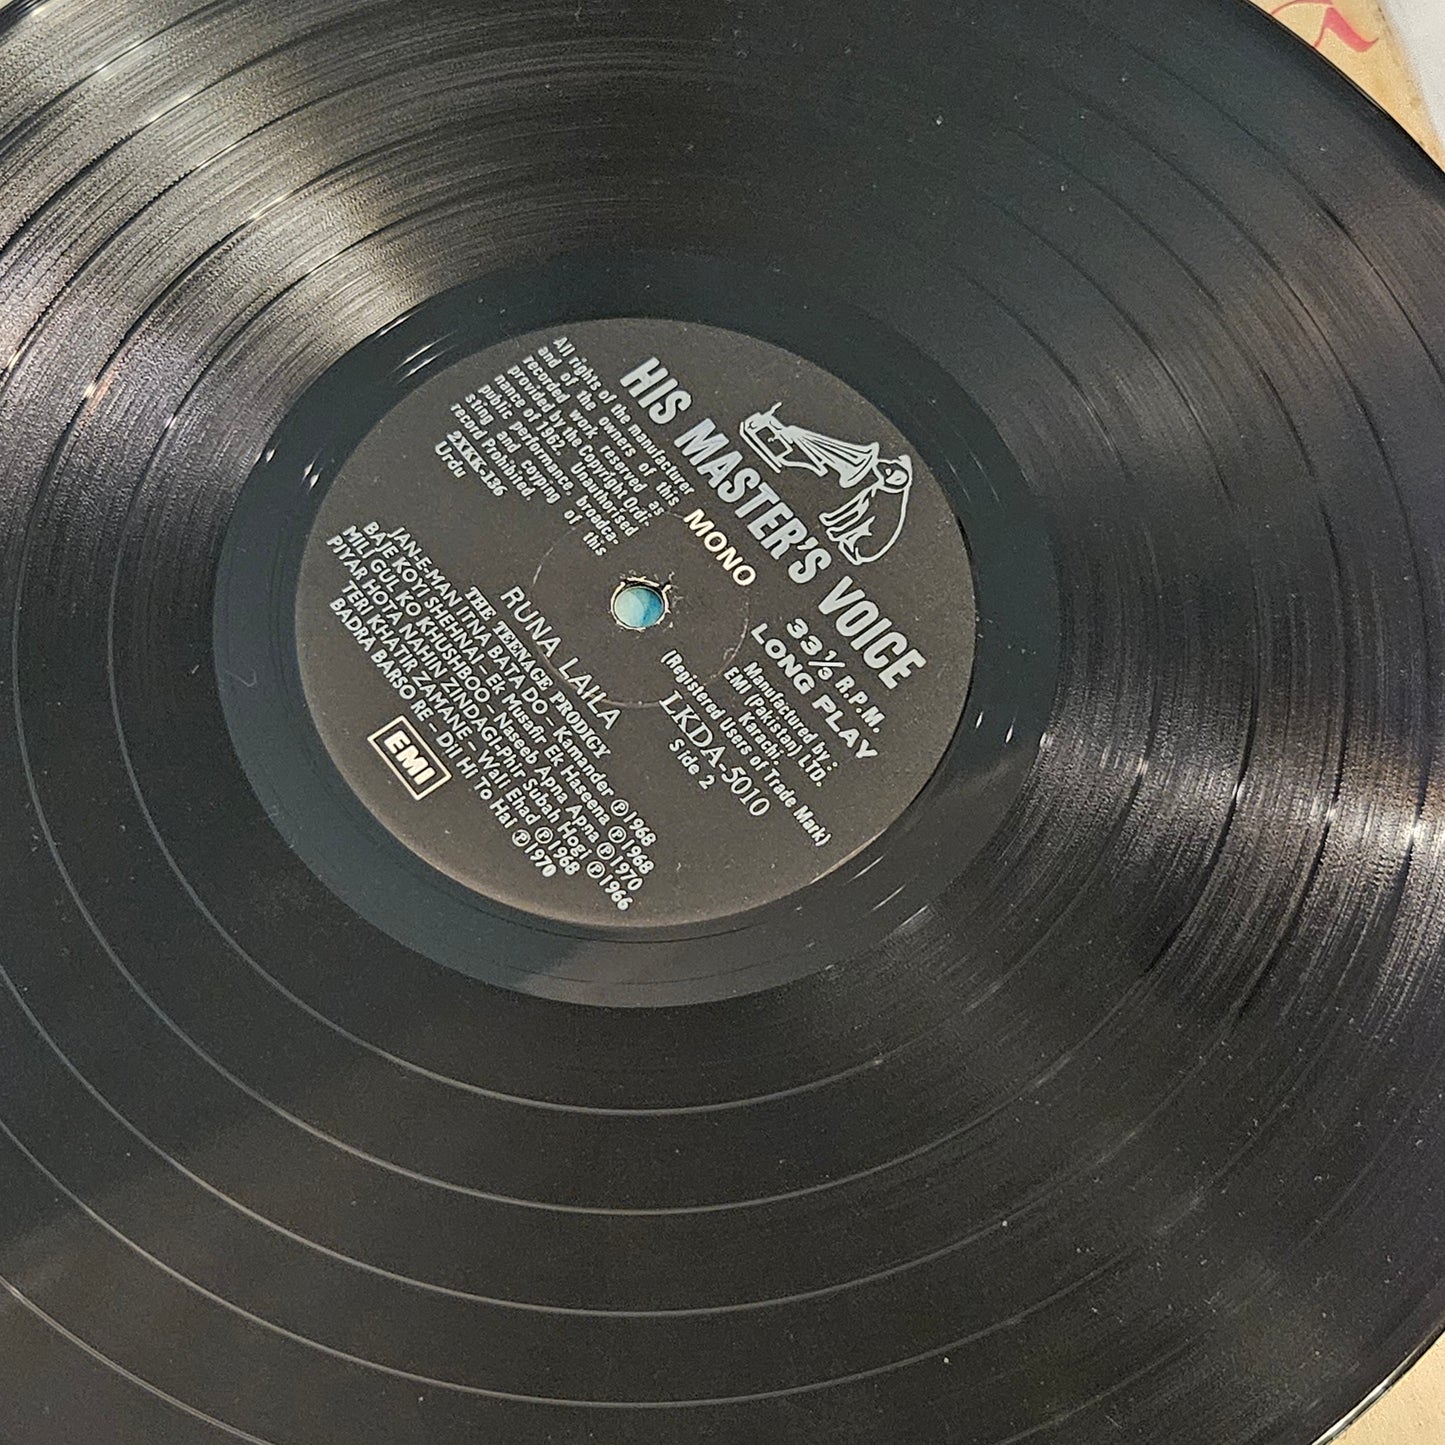 HIS MASTER'S VOICE
All rights of the manufacturer
and of the owners of this
recorded work reserved as
provided by the Copyright Ordi-
nance of 1962. Unauthorised
public performance, broadca-
sting and copying of this
record Prohibited.
2XKK-136
Urdu
MONO
33⅓ R.P.M.
LONG PLAY
Manufactured by:
EMI (Pakistan) LTD.
Karachi.
(Registered Users of Trade Mark)
LKDA-5010
Side 2
RUNA LAILA
THE TEENAGE PRODIGY
JAN-E-MAN ITNA BATA DO - Kamander ℗1968
BAJE KOYI SHEHNAI - Ek Musafir Ek Haseena ℗1968
MILI GUL KO KHUSHBOO - Naseeb Apna Apna ℗1970
PIYAR HOTA NAHIN ZINDAGI-Phir Subah Hogi ℗1966
TERI KHATIR ZAMANE - Wali Ehad ℗1968
BADRA BARSO RE - Dil Hi To Hai ℗1970
EMI